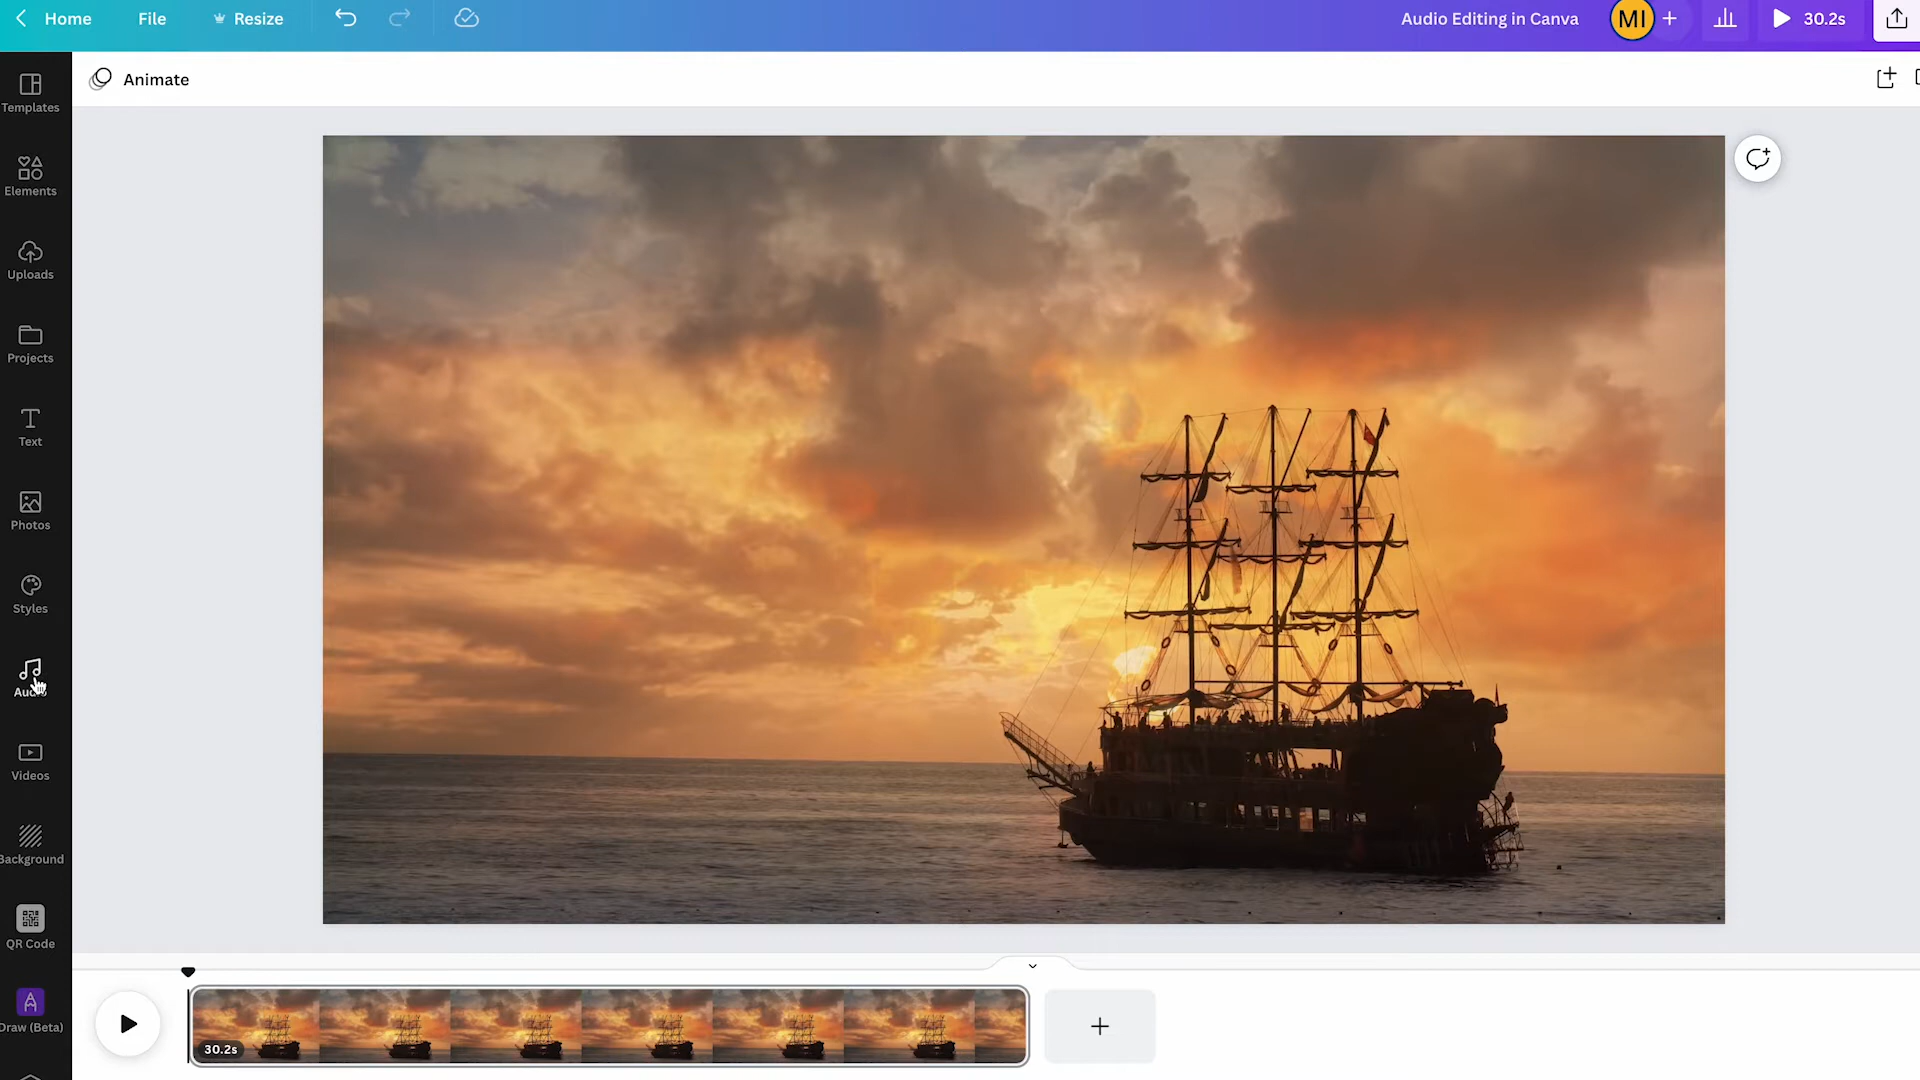 Home File Resize Audio Editing in Canva MI 30.2s
Animate
Templates
Elements
Uploads
Projects
Text
Photos
Styles
Videos
Background
QR Code
Draw (Beta)
30.2s